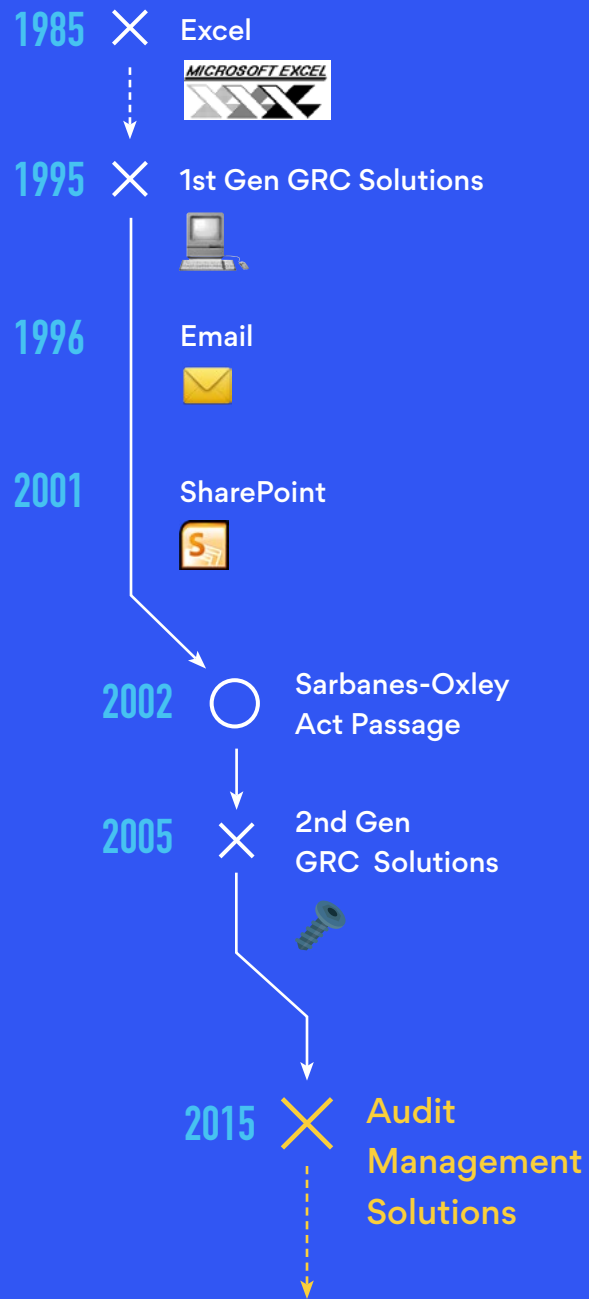 1985
Excel
MICROSOFT EXCEL
1995
1st Gen GRC Solutions
1996
Email
2001
SharePoint
S
2002
Sarbanes-Oxley
Act Passage
2005
2nd Gen
GRC Solutions
2015
Audit
Management
Solutions